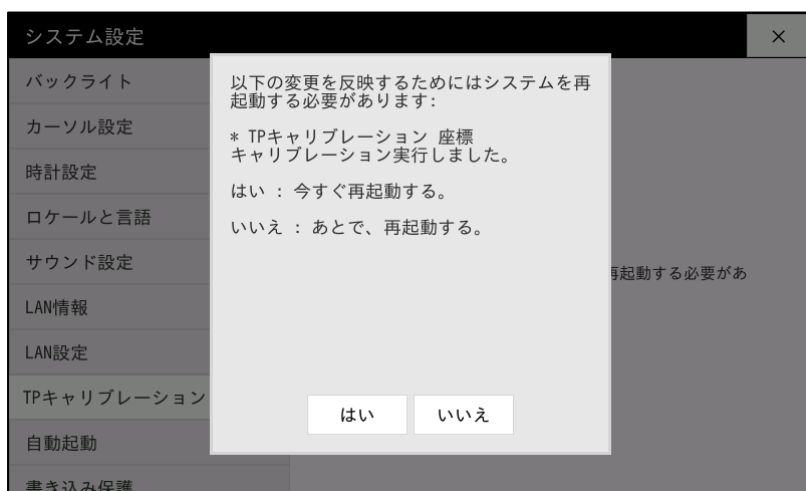 システム設定
×
バックライト
カーソル設定
時計設定
ロケールと言語
サウンド設定
LAN情報
LAN設定
TPキャリブレーション
自動起動
書き込み保護
以下の変更を反映するためにはシステムを再
起動する必要があります:
* TPキャリブレーション 座標
キャリブレーション実行しました。
はい : 今すぐ再起動する。
いいえ : あとで、再起動する。
はい
いいえ
再起動する必要があ